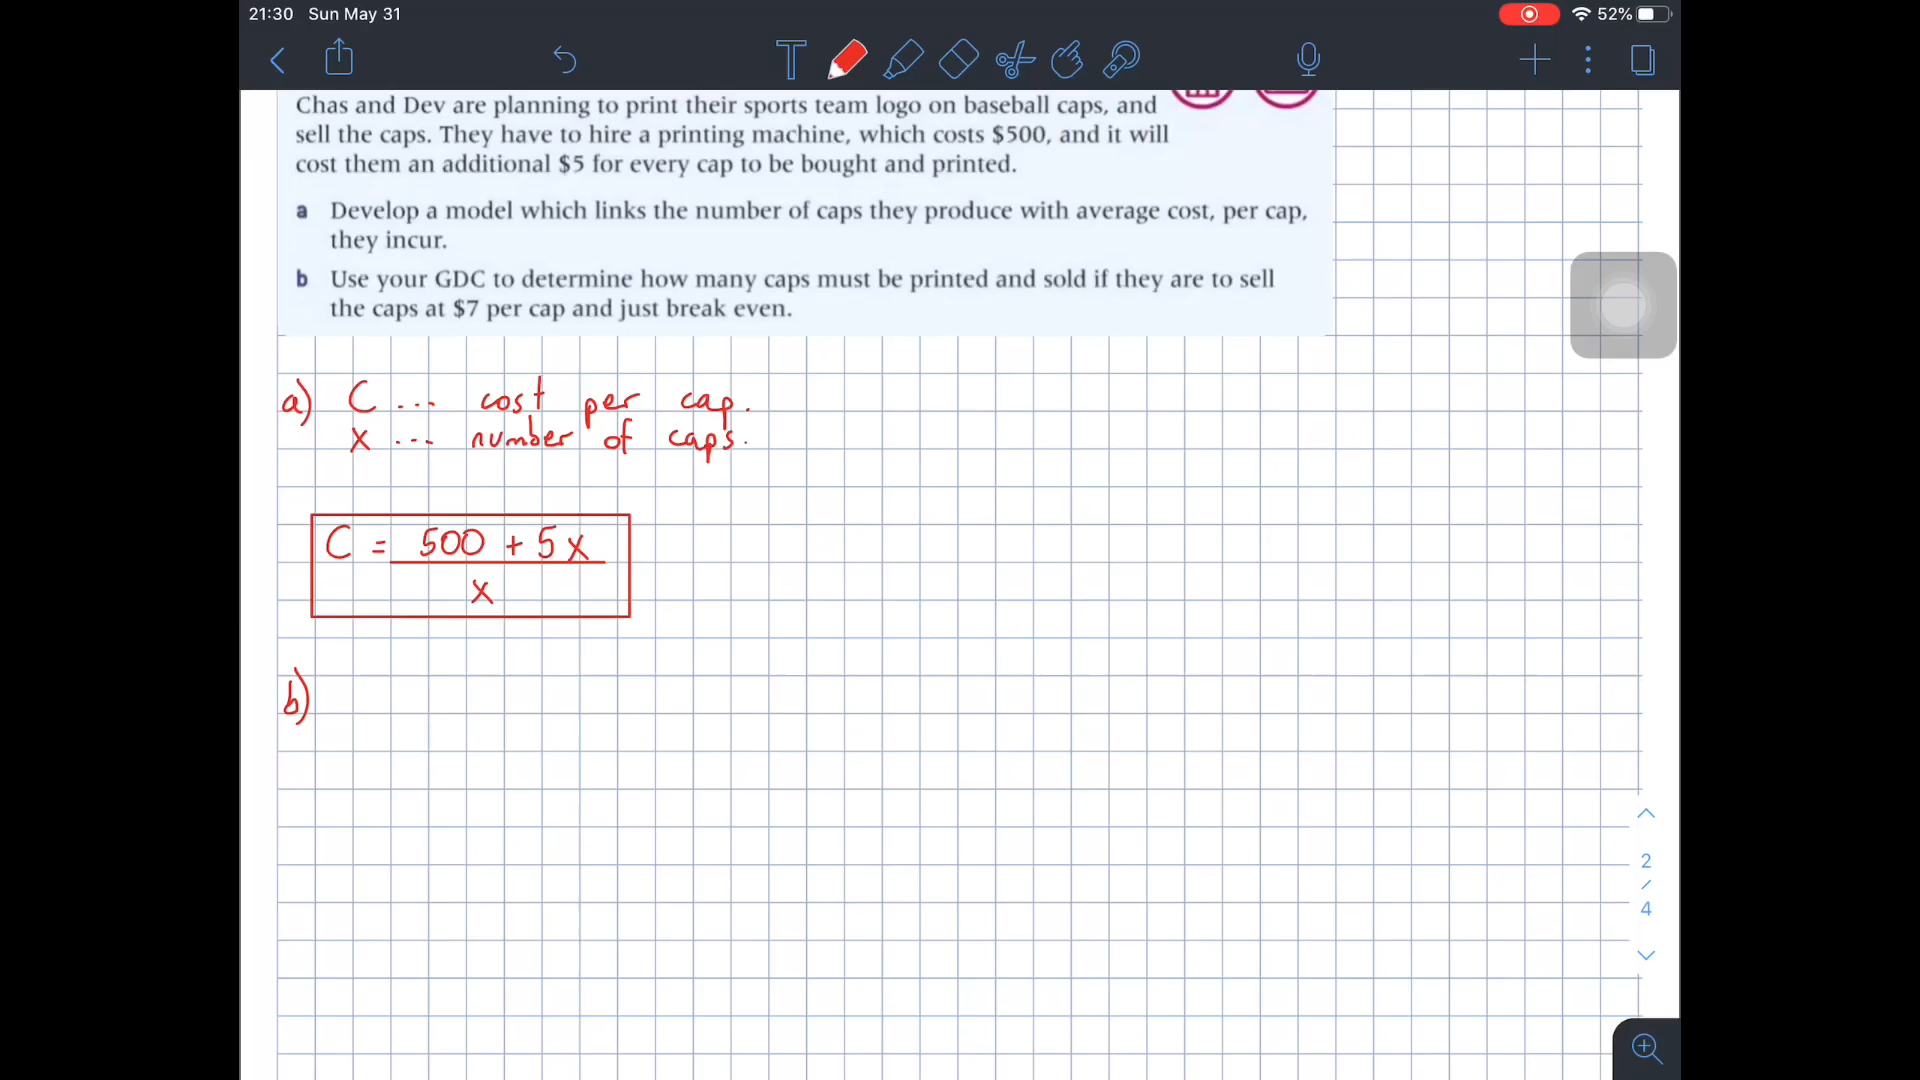 21:30 Sun May 31
52%
Chas and Dev are planning to print their sports team logo on baseball caps, and
sell the caps. They have to hire a printing machine, which costs $500, and it will
cost them an additional $5 for every cap to be bought and printed.
a Develop a model which links the number of caps they produce with average cost, per cap,
they incur.
b Use your GDC to determine how many caps must be printed and sold if they are to sell
the caps at $7 per cap and just break even.
a) C ... cost per cap.
x ... number of caps.
C = 500 + 5x
x
b)
2
/
4